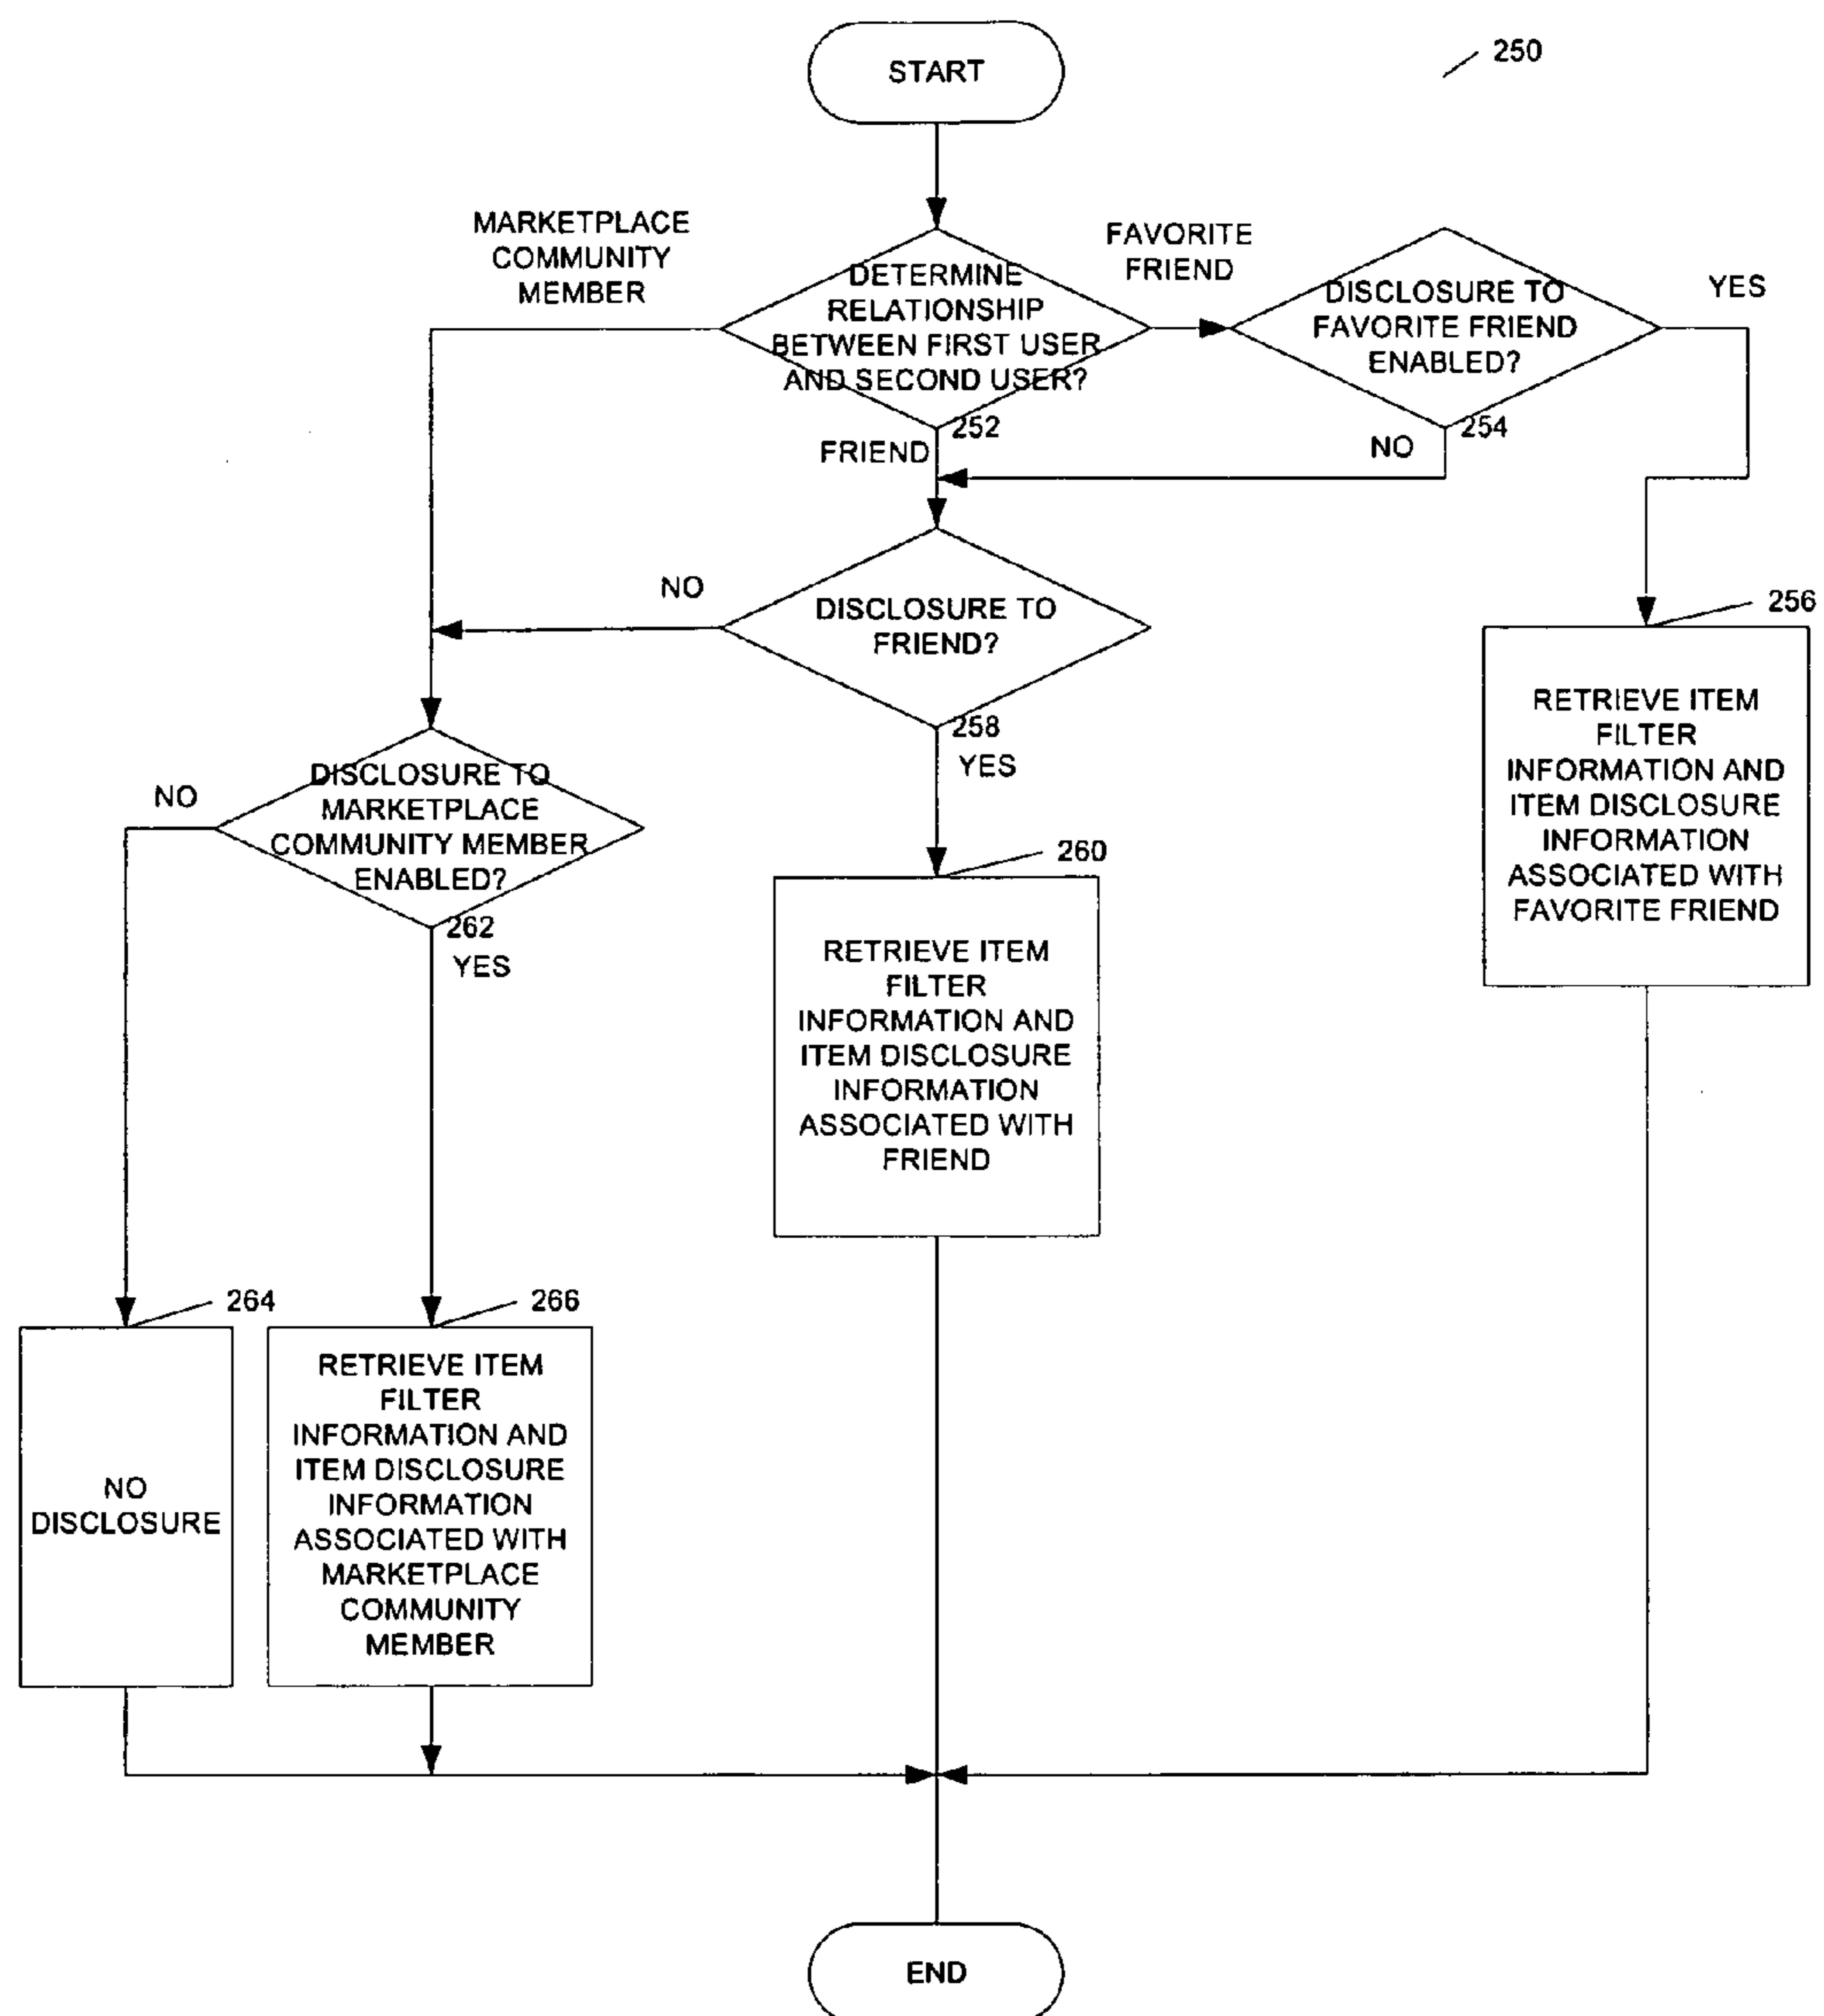 START
250
MARKETPLACE
COMMUNITY
MEMBER
DETERMINE
RELATIONSHIP
BETWEEN FIRST USER
AND SECOND USER?
252
FAVORITE
FRIEND
DISCLOSURE TO
FAVORITE FRIEND
ENABLED?
254
YES
NO
FRIEND
DISCLOSURE TO
FRIEND?
258
NO
YES
256
RETRIEVE ITEM
FILTER
INFORMATION AND
ITEM DISCLOSURE
INFORMATION
ASSOCIATED WITH
FAVORITE FRIEND
DISCLOSURE TO
MARKETPLACE
COMMUNITY MEMBER
ENABLED?
262
NO
YES
260
RETRIEVE ITEM
FILTER
INFORMATION AND
ITEM DISCLOSURE
INFORMATION
ASSOCIATED WITH
FRIEND
264
NO
DISCLOSURE
266
RETRIEVE ITEM
FILTER
INFORMATION AND
ITEM DISCLOSURE
INFORMATION
ASSOCIATED WITH
MARKETPLACE
COMMUNITY
MEMBER
END